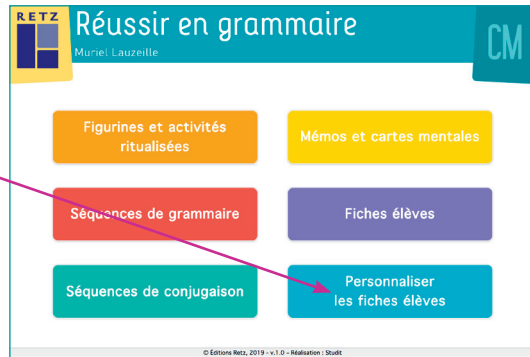 RETZ
Réussir en grammaire
Muriel Lauzeille
CM
Figurines et activités
ritualisées
Mémos et cartes mentales
Séquences de grammaire
Fiches élèves
Séquences de conjugaison
Personnaliser
les fiches élèves
© Éditions Retz, 2019 - v.1.0 - Réalisation : Studit